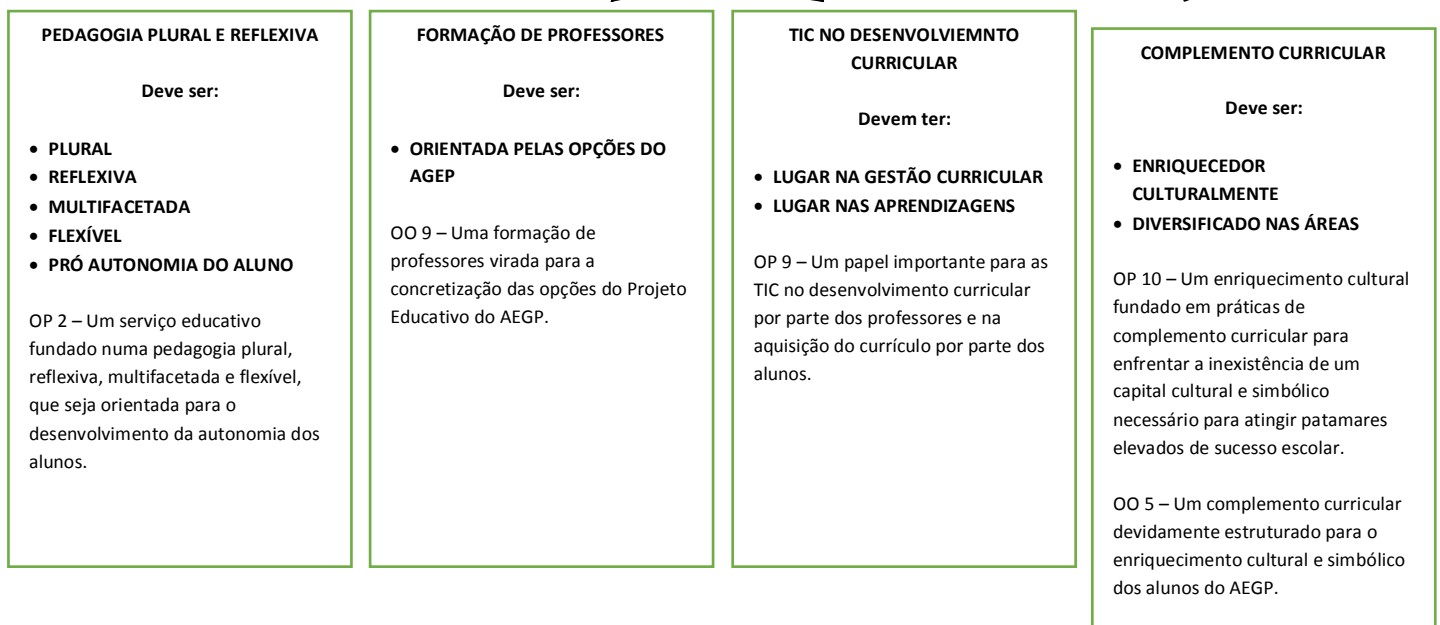 PEDAGOGIA PLURAL E REFLEXIVA
Deve ser:
• PLURAL
• REFLEXIVA
• MULTIFACETADA
• FLEXÍVEL
• PRÓ AUTONOMIA DO ALUNO
OP 2 – Um serviço educativo
fundado numa pedagogia plural,
reflexiva, multifacetada e flexível,
que seja orientada para o
desenvolvimento da autonomia dos
alunos.
FORMAÇÃO DE PROFESSORES
Deve ser:
• ORIENTADA PELAS OPÇÕES DO
AGEP
OO 9 – Uma formação de
professores virada para a
concretização das opções do Projeto
Educativo do AEGP.
TIC NO DESENVOLVIEMNTO
CURRICULAR
Devem ter:
• LUGAR NA GESTÃO CURRICULAR
• LUGAR NAS APRENDIZAGENS
OP 9 – Um papel importante para as
TIC no desenvolvimento curricular
por parte dos professores e na
aquisição do currículo por parte dos
alunos.
COMPLEMENTO CURRICULAR
Deve ser:
• ENRIQUECEDOR
CULTURALMENTE
• DIVERSIFICADO NAS ÁREAS
OP 10 – Um enriquecimento cultural
fundado em práticas de
complemento curricular para
enfrentar a inexistência de um
capital cultural e simbólico
necessário para atingir patamares
elevados de sucesso escolar.
OO 5 – Um complemento curricular
devidamente estruturado para o
enriquecimento cultural e simbólico
dos alunos do AEGP.